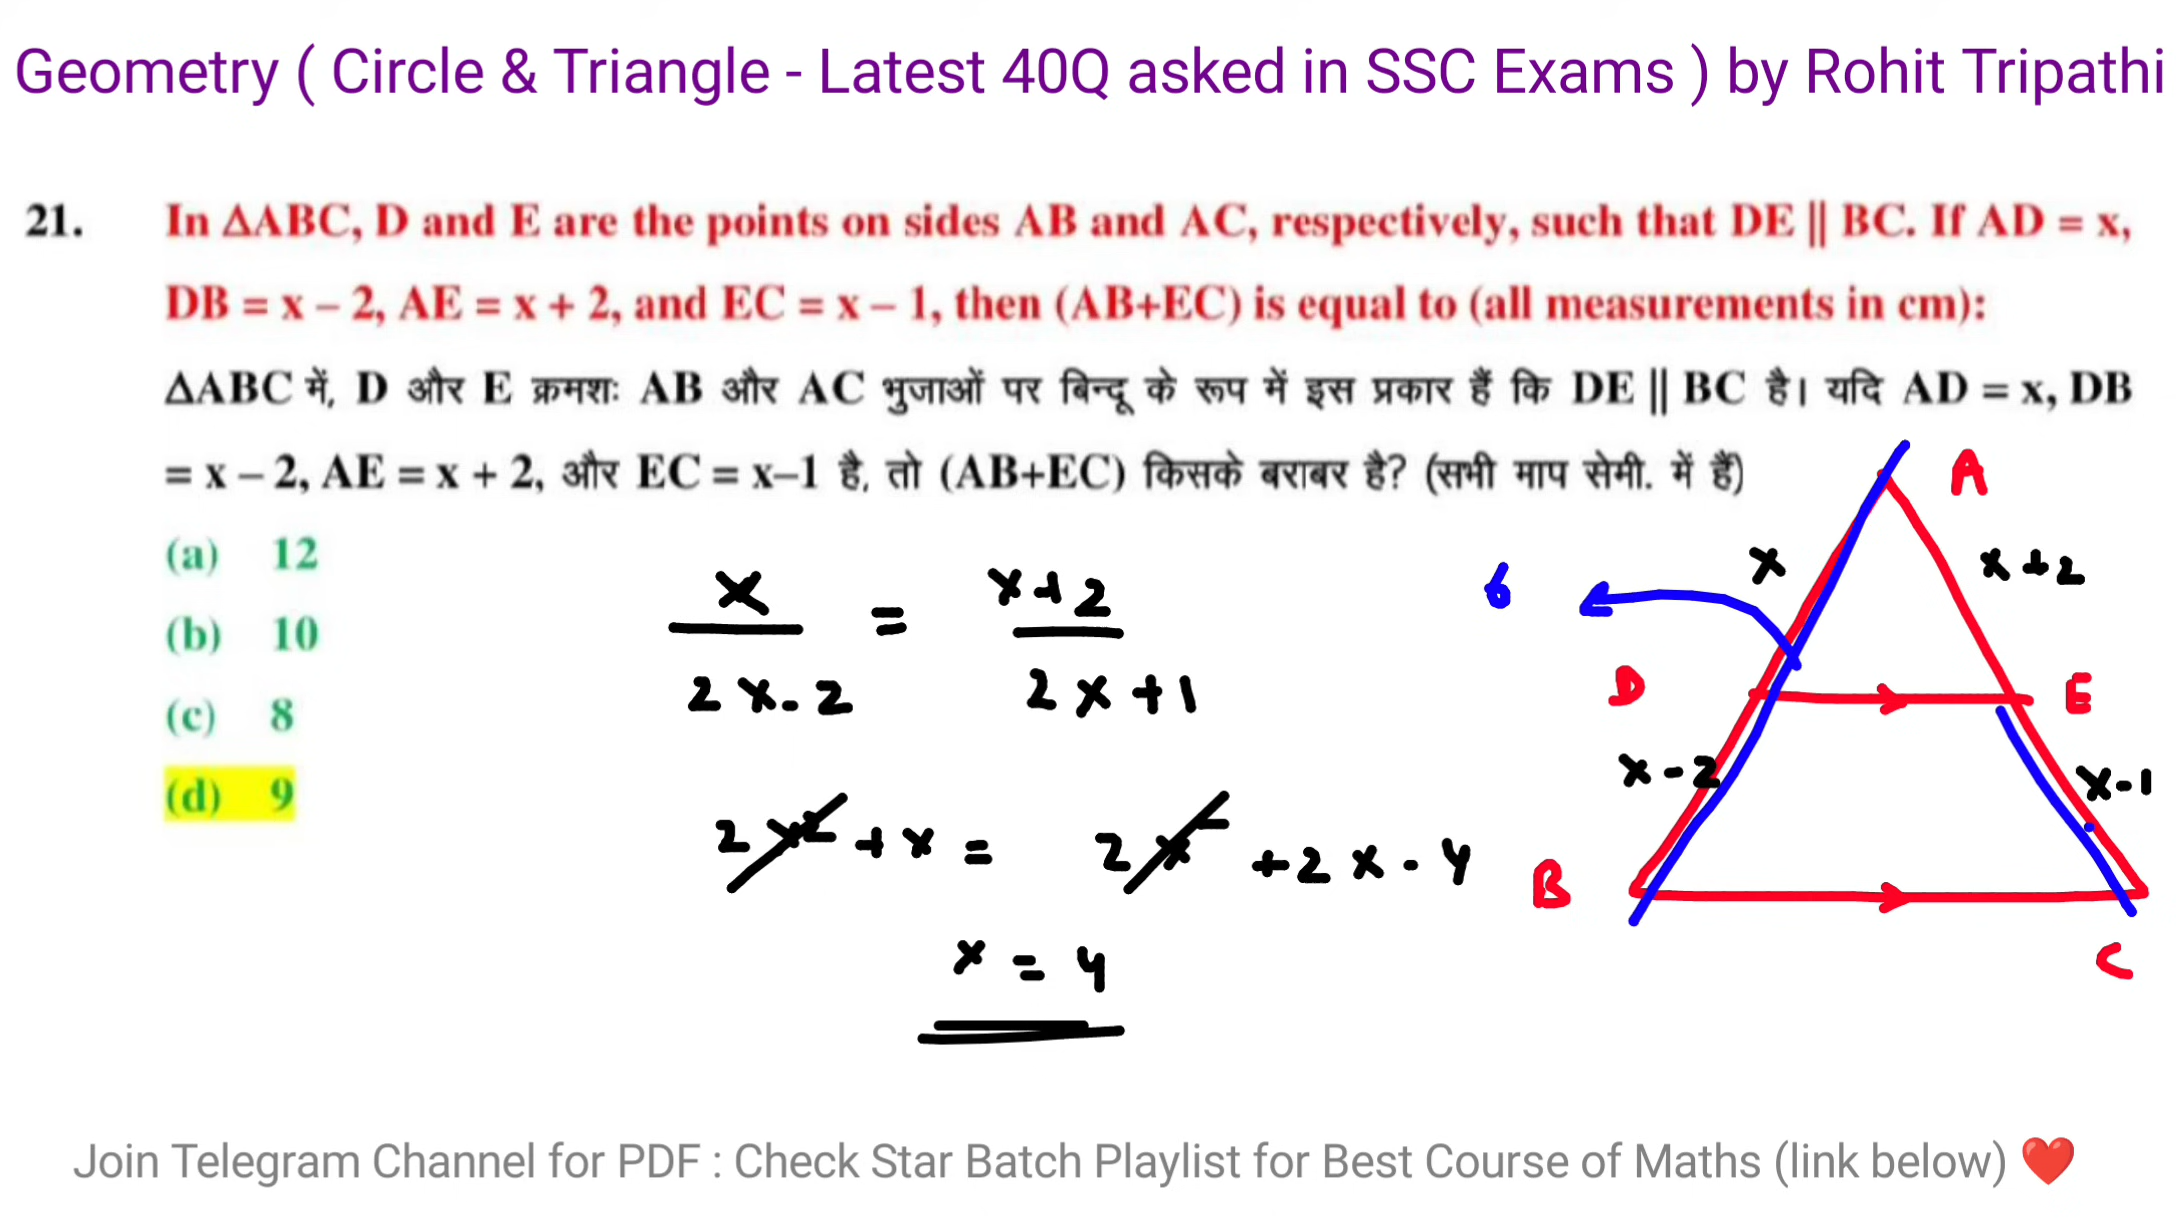 Geometry ( Circle & Triangle - Latest 40Q asked in SSC Exams ) by Rohit Tripathi
21. In ΔABC, D and E are the points on sides AB and AC, respectively, such that DE || BC. If AD = x,
DB = x – 2, AE = x + 2, and EC = x – 1, then (AB+EC) is equal to (all measurements in cm):
ΔABC में, D और E क्रमशः AB और AC भुजाओं पर बिन्दू के रूप में इस प्रकार हैं कि DE || BC है। यदि AD = x, DB
= x – 2, AE = x + 2, और EC = x–1 है, तो (AB+EC) किसके बराबर है? (सभी माप सेमी. में हैं)
(a) 12
(b) 10
(c) 8
(d) 9
x/2x-2 = x+2/2x+1
2x² + x = 2x² + 2x - 4
x = 4
A
x
x+2
6
D
E
x-2
x-1
B
C
Join Telegram Channel for PDF : Check Star Batch Playlist for Best Course of Maths (link below) ❤️